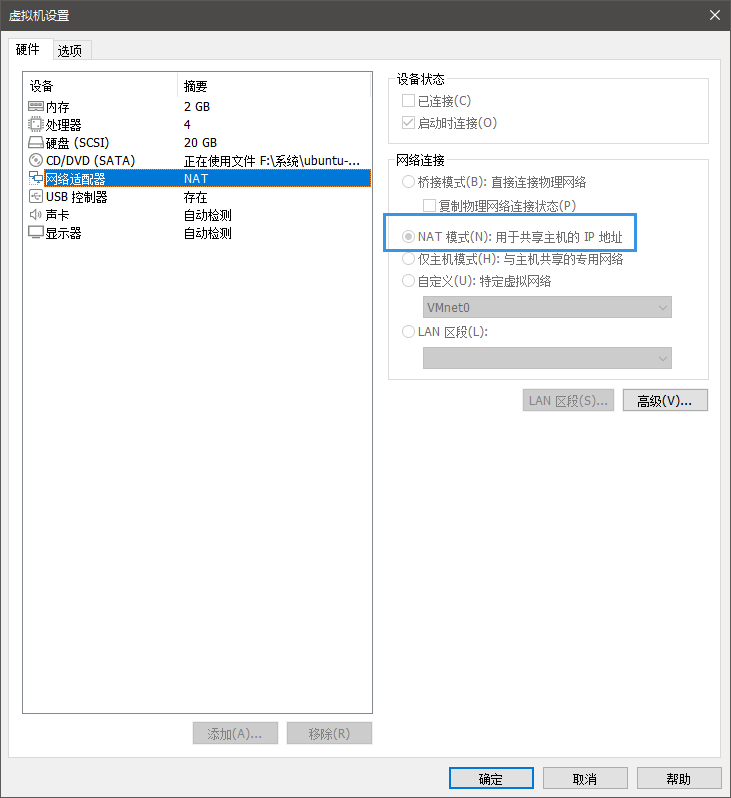 虚拟机设置
硬件 选项
设备 摘要
内存 2 GB
处理器 4
硬盘 (SCSI) 20 GB
CD/DVD (SATA) 正在使用文件 F:\系统\ubuntu-...
网络适配器 NAT
USB 控制器 存在
声卡 自动检测
显示器 自动检测
添加(A)... 移除(R)
设备状态
已连接(C)
启动时连接(O)
网络连接
桥接模式(B): 直接连接物理网络
复制物理网络连接状态(P)
NAT 模式(N): 用于共享主机的 IP 地址
仅主机模式(H): 与主机共享的专用网络
自定义(U): 特定虚拟网络
VMnet0
LAN 区段(L):
LAN 区段(S)... 高级(V)...
确定 取消 帮助